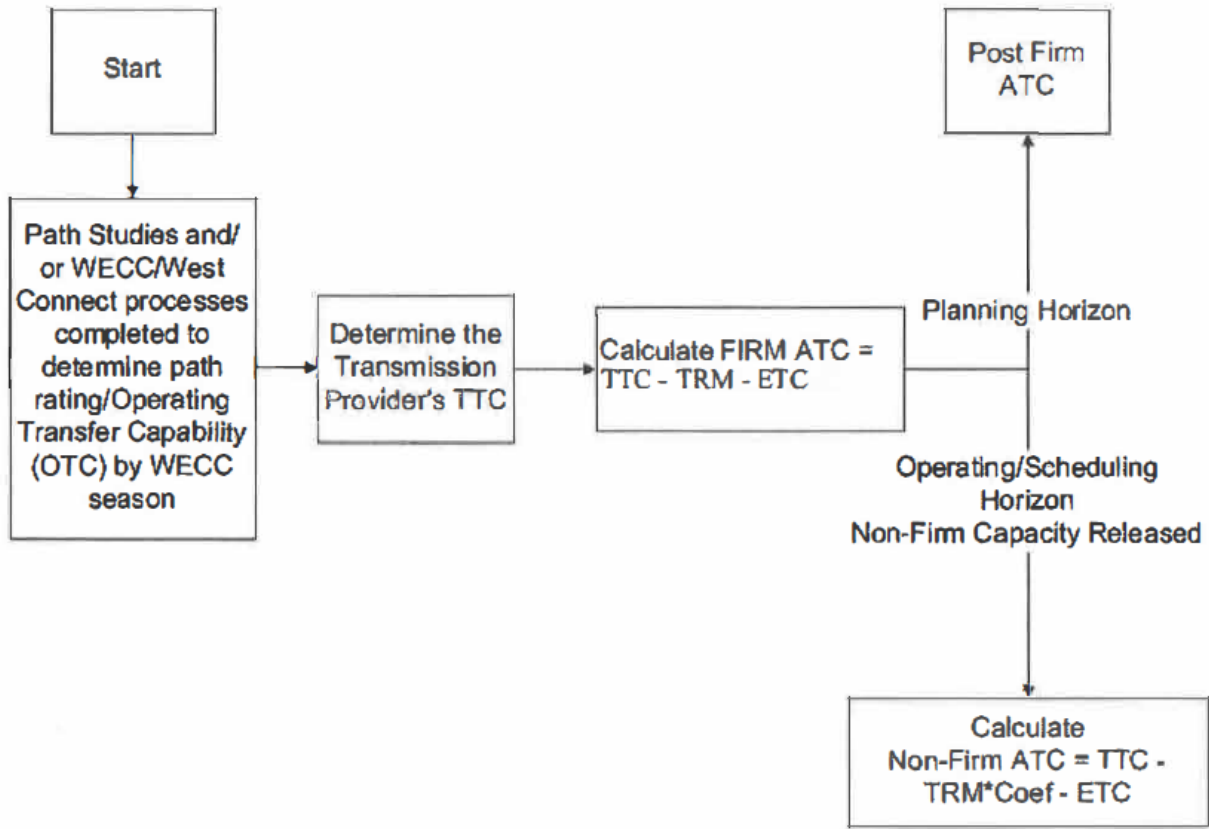 Start
Path Studies and/
or WECC/West
Connect processes
completed to
determine path
rating/Operating
Transfer Capability
(OTC) by WECC
season
Determine the
Transmission
Provider's TTC
Calculate FIRM ATC =
TTC - TRM - ETC
Post Firm
ATC
Planning Horizon
Operating/Scheduling
Horizon
Non-Firm Capacity Released
Calculate
Non-Firm ATC = TTC -
TRM*Coef - ETC